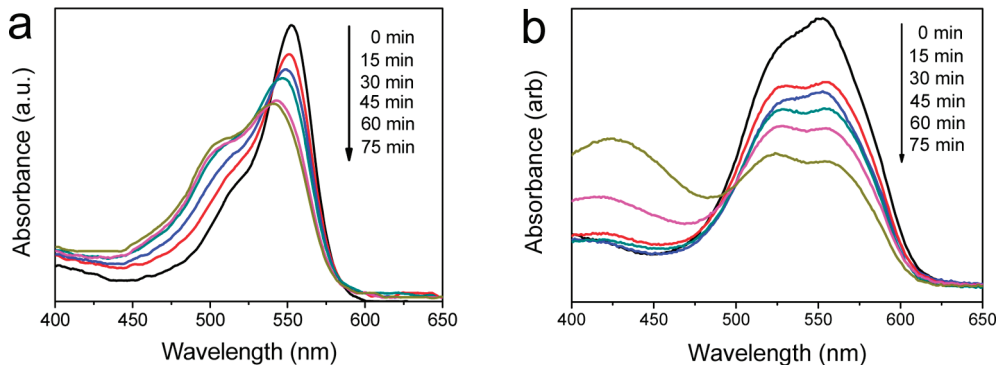 a
0 min
15 min
30 min
45 min
60 min
75 min
Absorbance (a.u.)
400 450 500 550 600 650
Wavelength (nm)
b
0 min
15 min
30 min
45 min
60 min
75 min
Absorbance (arb)
400 450 500 550 600 650
Wavelength (nm)